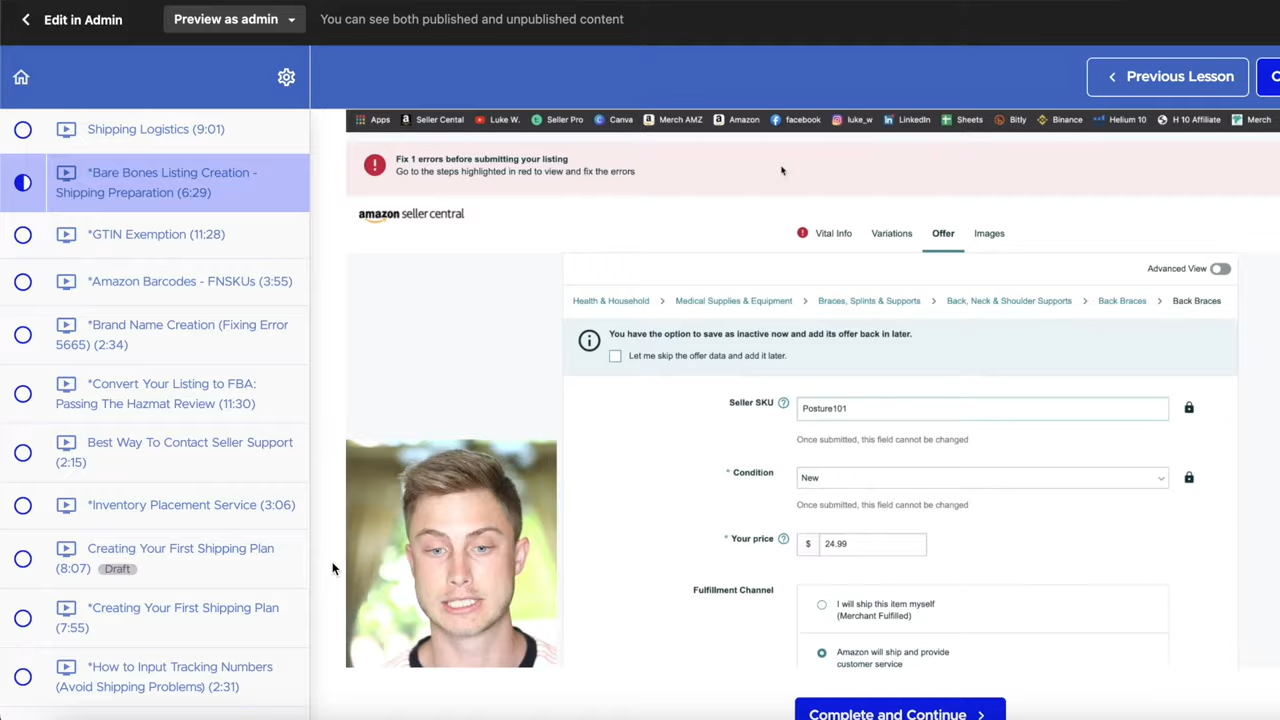 Edit in Admin
Preview as admin
You can see both published and unpublished content
Previous Lesson
Shipping Logistics (9:01)
*Bare Bones Listing Creation -
Shipping Preparation (6:29)
*GTIN Exemption (11:28)
*Amazon Barcodes - FNSKUs (3:55)
*Brand Name Creation (Fixing Error
5665) (2:34)
*Convert Your Listing to FBA:
Passing The Hazmat Review (11:30)
Best Way To Contact Seller Support
(2:15)
*Inventory Placement Service (3:06)
Creating Your First Shipping Plan
(8:07) Draft
*Creating Your First Shipping Plan
(7:55)
*How to Input Tracking Numbers
(Avoid Shipping Problems) (2:31)
Apps Seller Cental Luke W. Seller Pro Canva Merch AMZ Amazon facebook luke_w LinkedIn Sheets Bitly Binance Helium 10 H 10 Affiliate Merch
Fix 1 errors before submitting your listing
Go to the steps highlighted in red to view and fix the errors
amazon seller central
Vital Info Variations Offer Images
Advanced View
Health & Household > Medical Supplies & Equipment > Braces, Splints & Supports > Back, Neck & Shoulder Supports > Back Braces > Back Braces
You have the option to save as inactive now and add its offer back in later.
Let me skip the offer data and add it later.
Seller SKU
Posture101
Once submitted, this field cannot be changed
* Condition
New
Once submitted, this field cannot be changed
* Your price
$ 24.99
Fulfillment Channel
I will ship this item myself
(Merchant Fulfilled)
Amazon will ship and provide
customer service
Complete and Continue